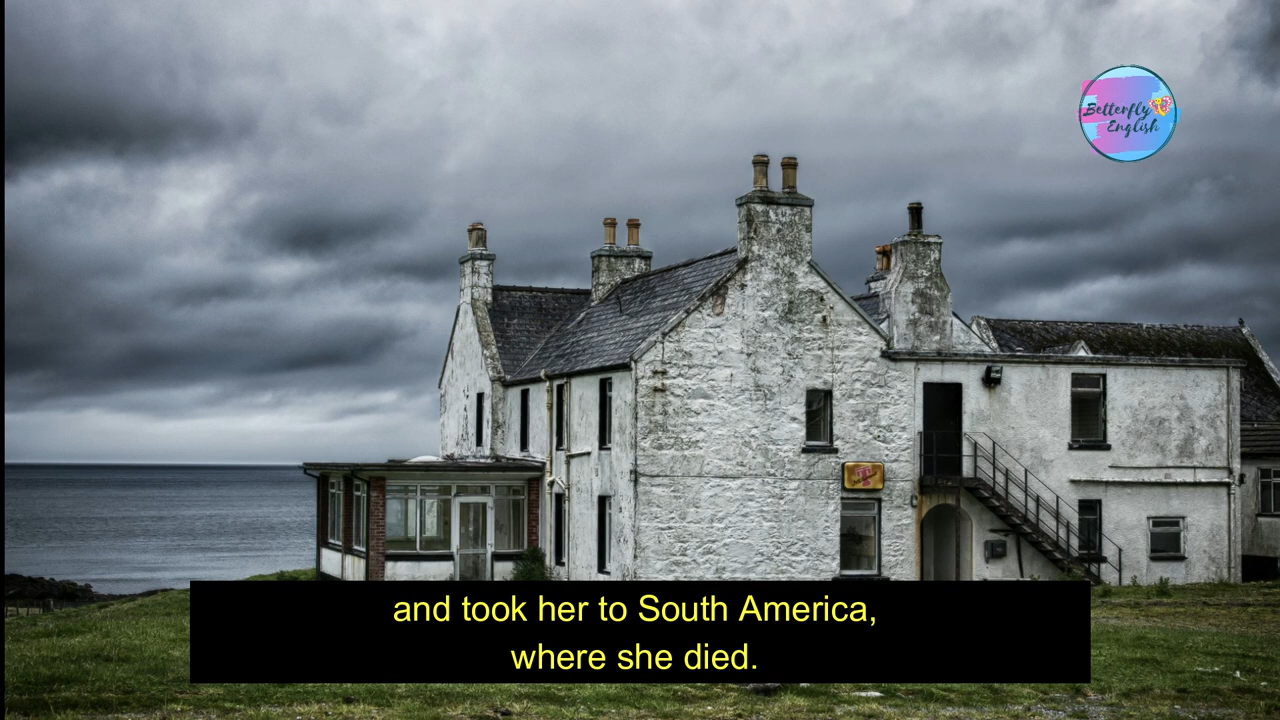 Betterfly
English
T
and took her to South America,
where she died.